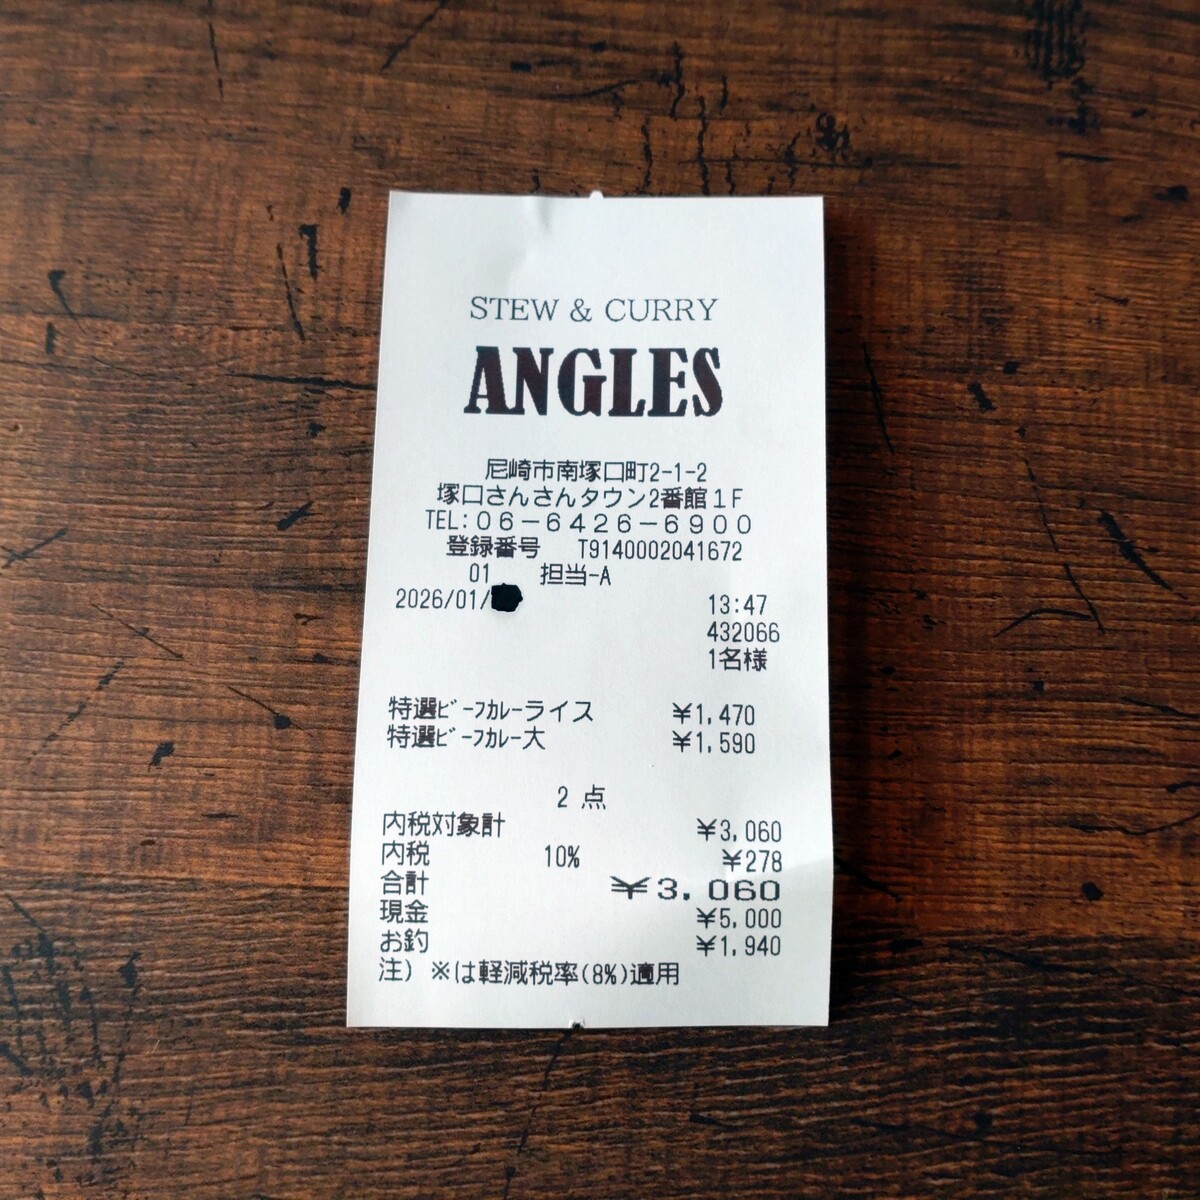 STEW & CURRY
ANGLES
尼崎市南塚口町2-1-2
塚口さんさんタウン2番館1F
TEL:06-6426-6900
登録番号 T9140002041672
01 担当-A
2026/01/ 13:47
432066
1名様
特選ﾋﾞｰﾌｶﾚｰライス ¥1,470
特選ﾋﾞｰﾌｶﾚｰ大 ¥1,590
2 点
内税対象計 ¥3,060
内税 10% ¥278
合計 ¥3,060
現金 ¥5,000
お釣 ¥1,940
注) ※は軽減税率(8%)適用